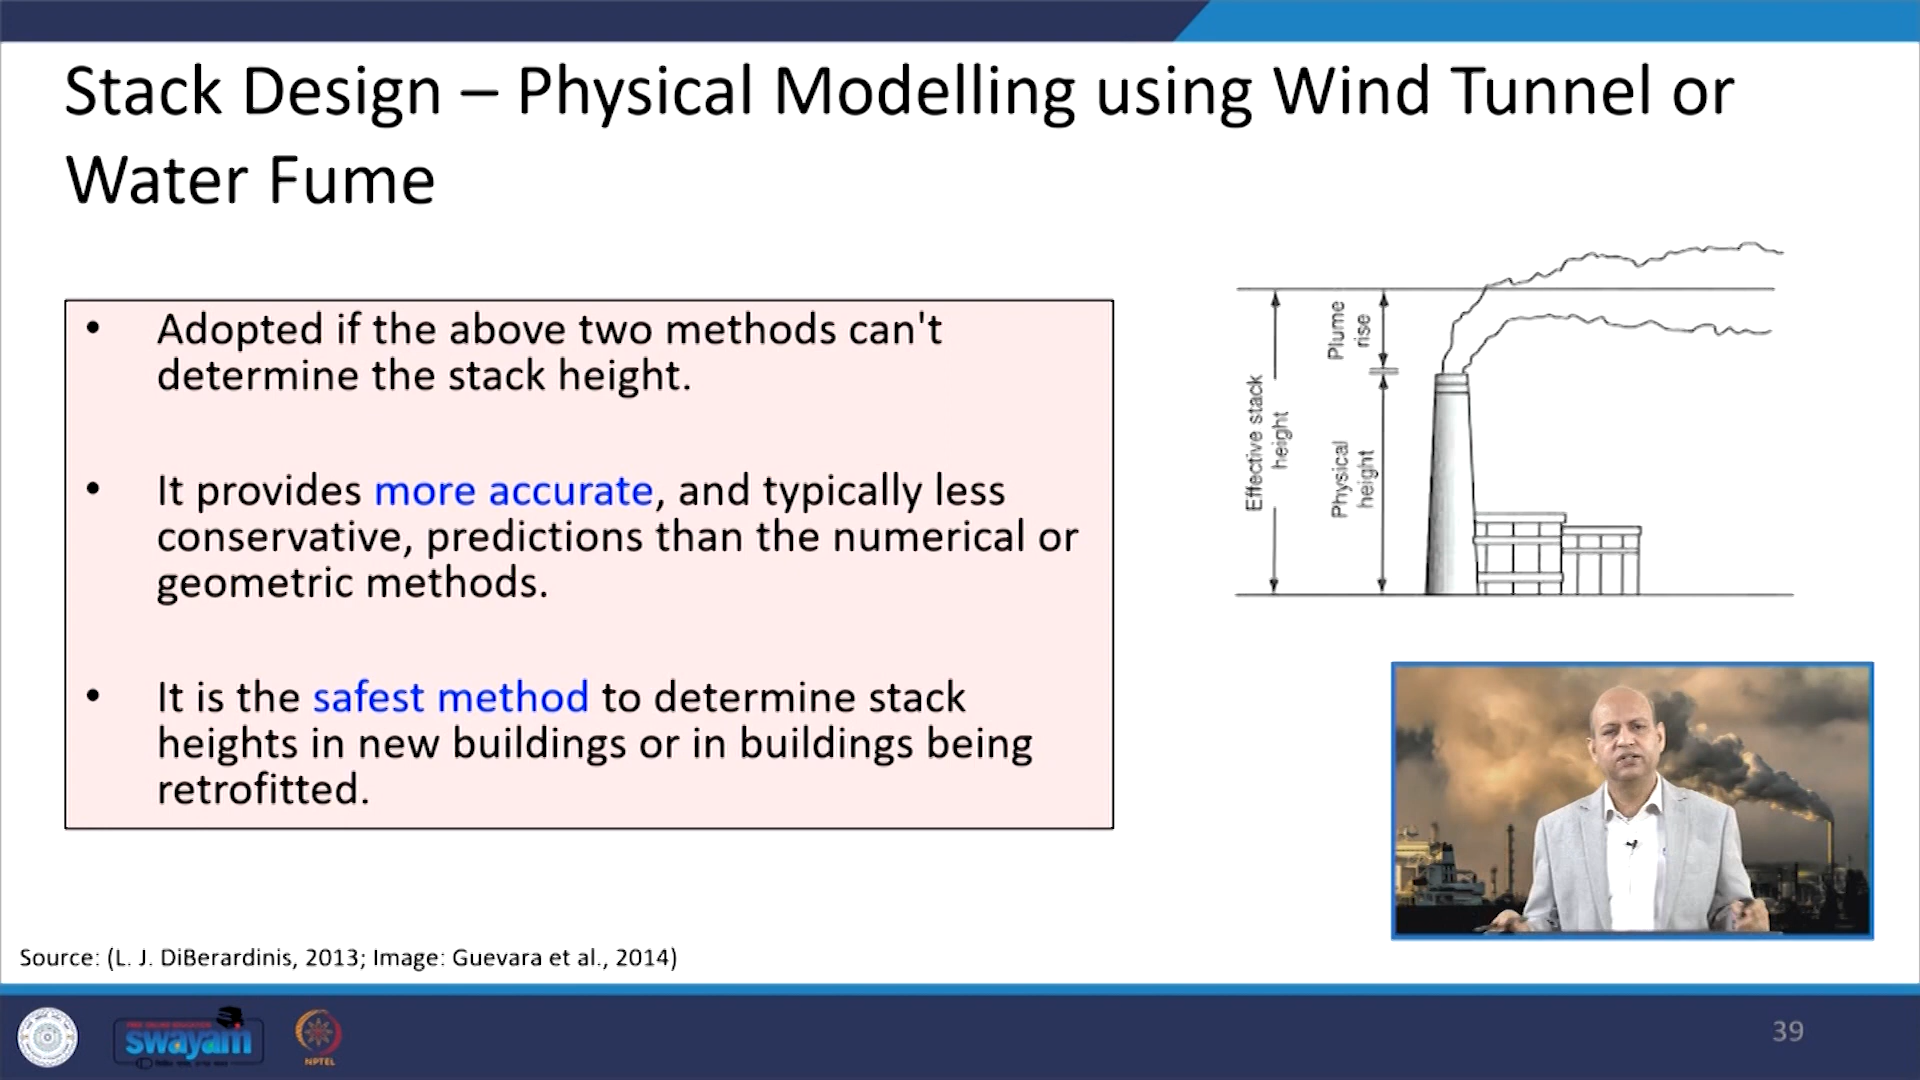 Stack Design – Physical Modelling using Wind Tunnel or
Water Fume
• Adopted if the above two methods can't
determine the stack height.
• It provides more accurate, and typically less
conservative, predictions than the numerical or
geometric methods.
• It is the safest method to determine stack
heights in new buildings or in buildings being
retrofitted.
Effective stack
height
Plume
rise
Physical
height
Source: (L. J. DiBerardinis, 2013; Image: Guevara et al., 2014)
swayam
NPTEL
39